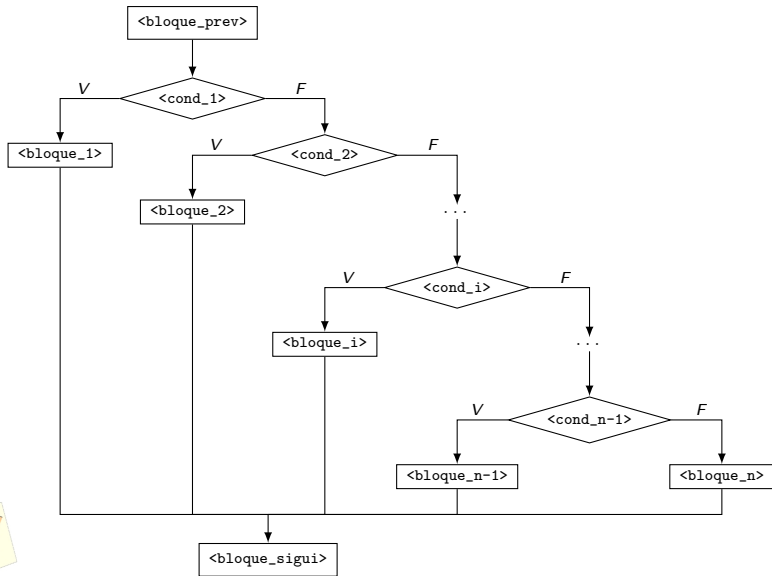 <bloque_prev>
<cond_1>
V
F
<bloque_1>
<cond_2>
V
F
<bloque_2>
...
<cond_i>
V
F
<bloque_i>
...
<cond_n-1>
V
F
<bloque_n-1>
<bloque_n>
<bloque_sigui>